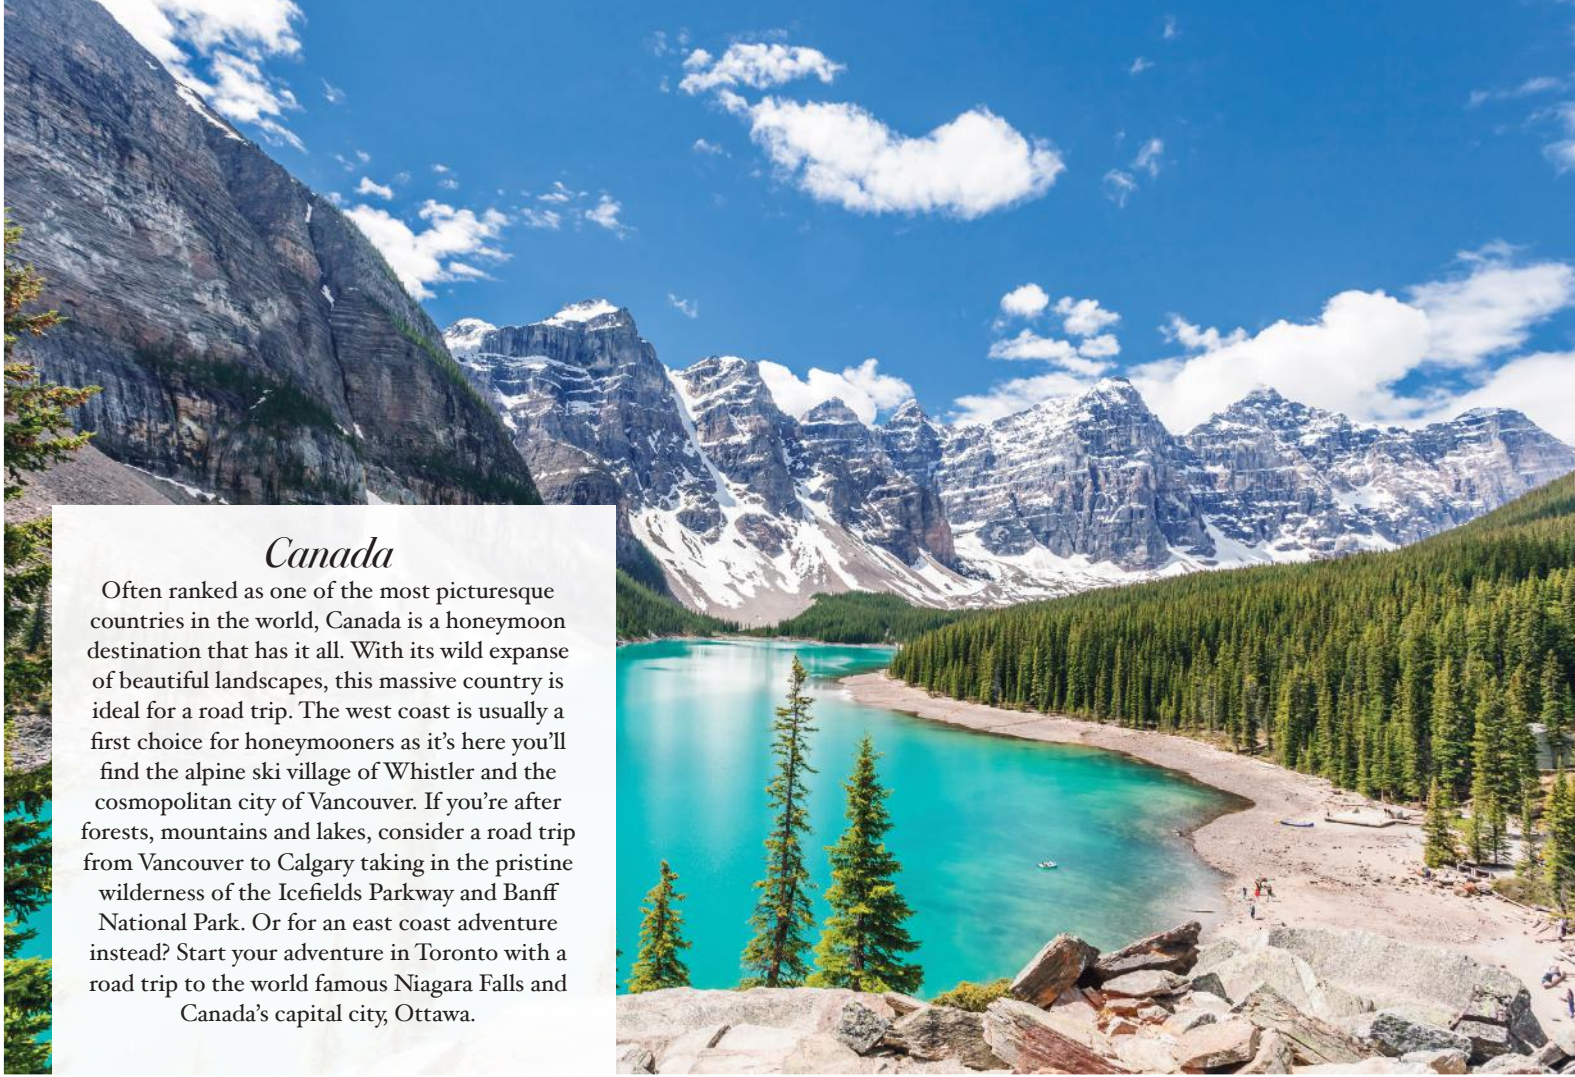 Canada
Often ranked as one of the most picturesque
countries in the world, Canada is a honeymoon
destination that has it all. With its wild expanse
of beautiful landscapes, this massive country is
ideal for a road trip. The west coast is usually a
first choice for honeymooners as it’s here you’ll
find the alpine ski village of Whistler and the
cosmopolitan city of Vancouver. If you’re after
forests, mountains and lakes, consider a road trip
from Vancouver to Calgary taking in the pristine
wilderness of the Icefields Parkway and Banff
National Park. Or for an east coast adventure
instead? Start your adventure in Toronto with a
road trip to the world famous Niagara Falls and
Canada’s capital city, Ottawa.